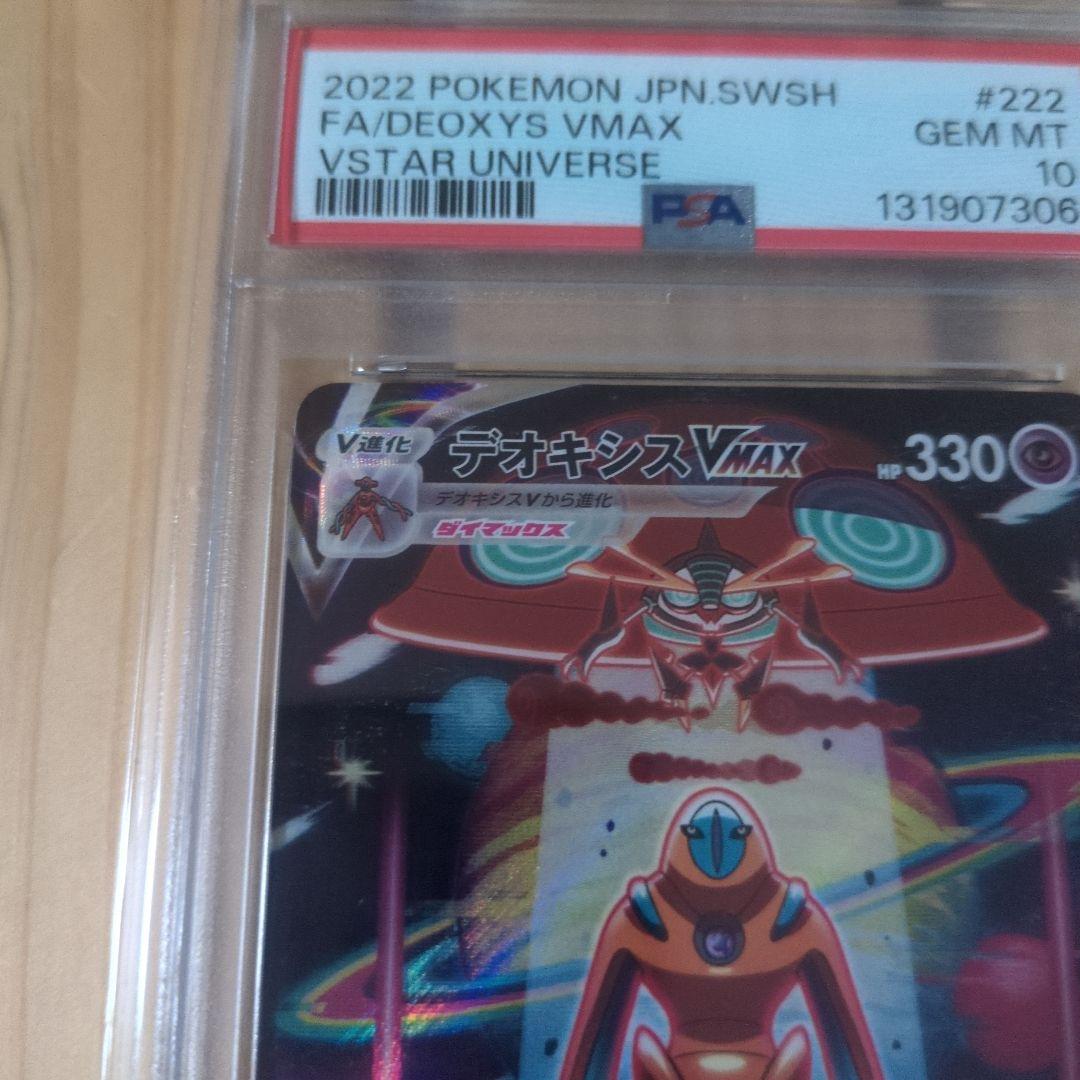 2022 POKEMON JPN.SWSH #222
FA/DEOXYS VMAX GEM MT
VSTAR UNIVERSE 10
PSA 131907306
V進化 デオキシスVMAX HP 330
デオキシスVから進化
ダイマックス